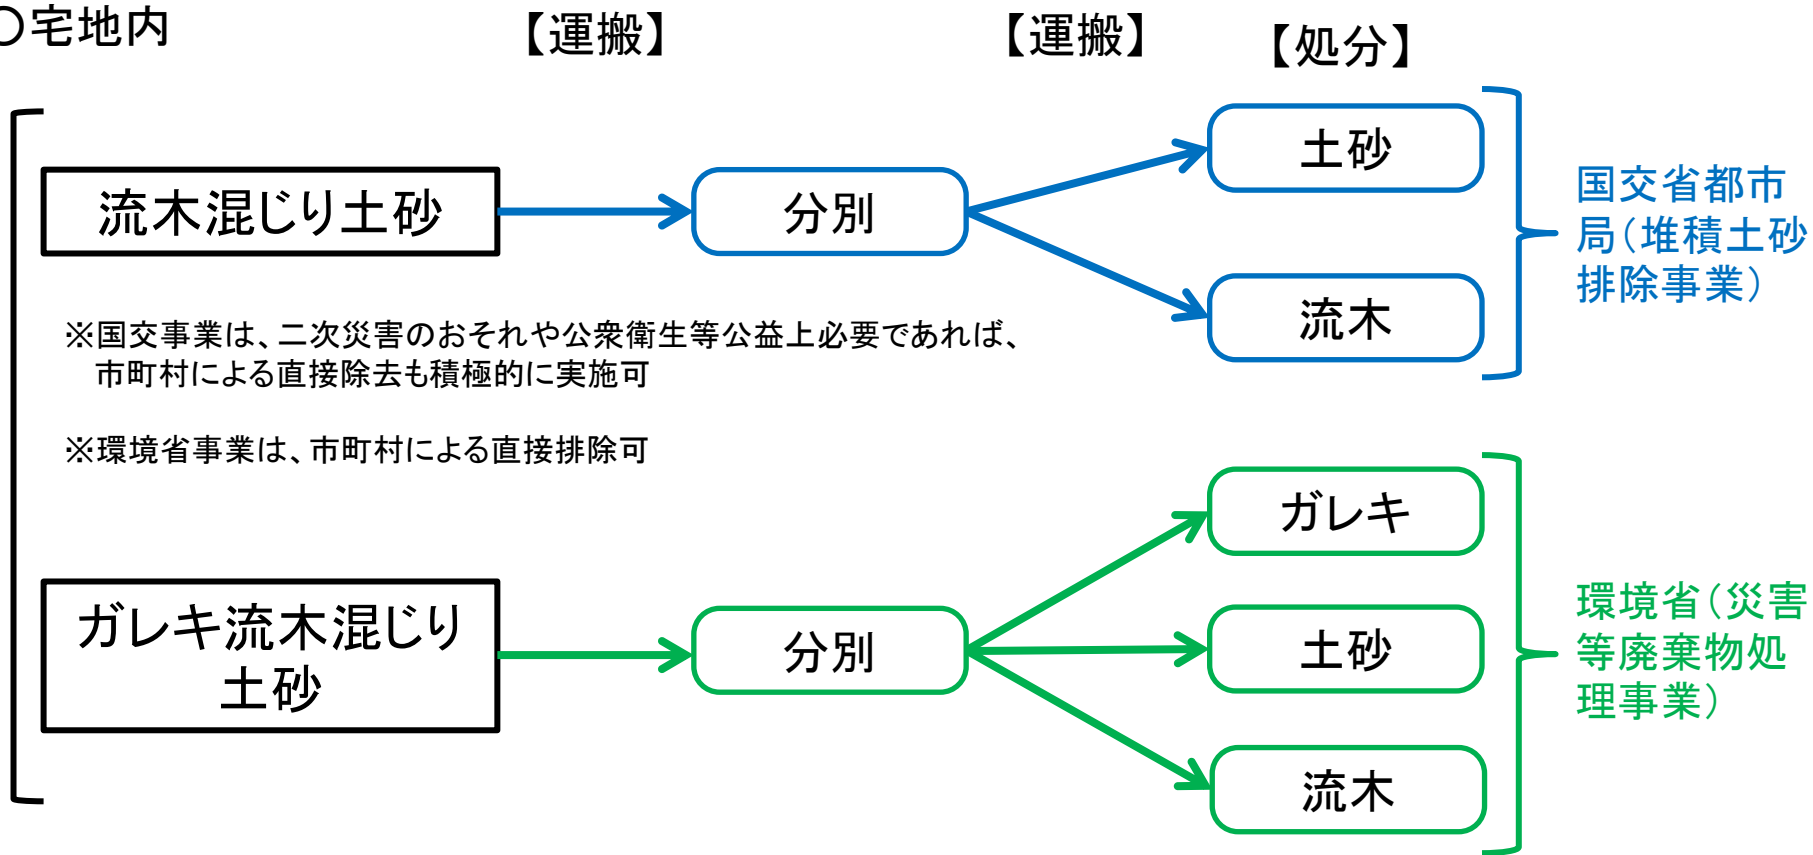 〇宅地内
【運搬】
【運搬】
【処分】
流木混じり土砂
分別
土砂
流木
国交省都市
局（堆積土砂
排除事業）
※国交事業は、二次災害のおそれや公衆衛生等公益上必要であれば、
市町村による直接除去も積極的に実施可
※環境省事業は、市町村による直接排除可
ガレキ流木混じり
土砂
分別
ガレキ
土砂
流木
環境省（災害
等廃棄物処
理事業）